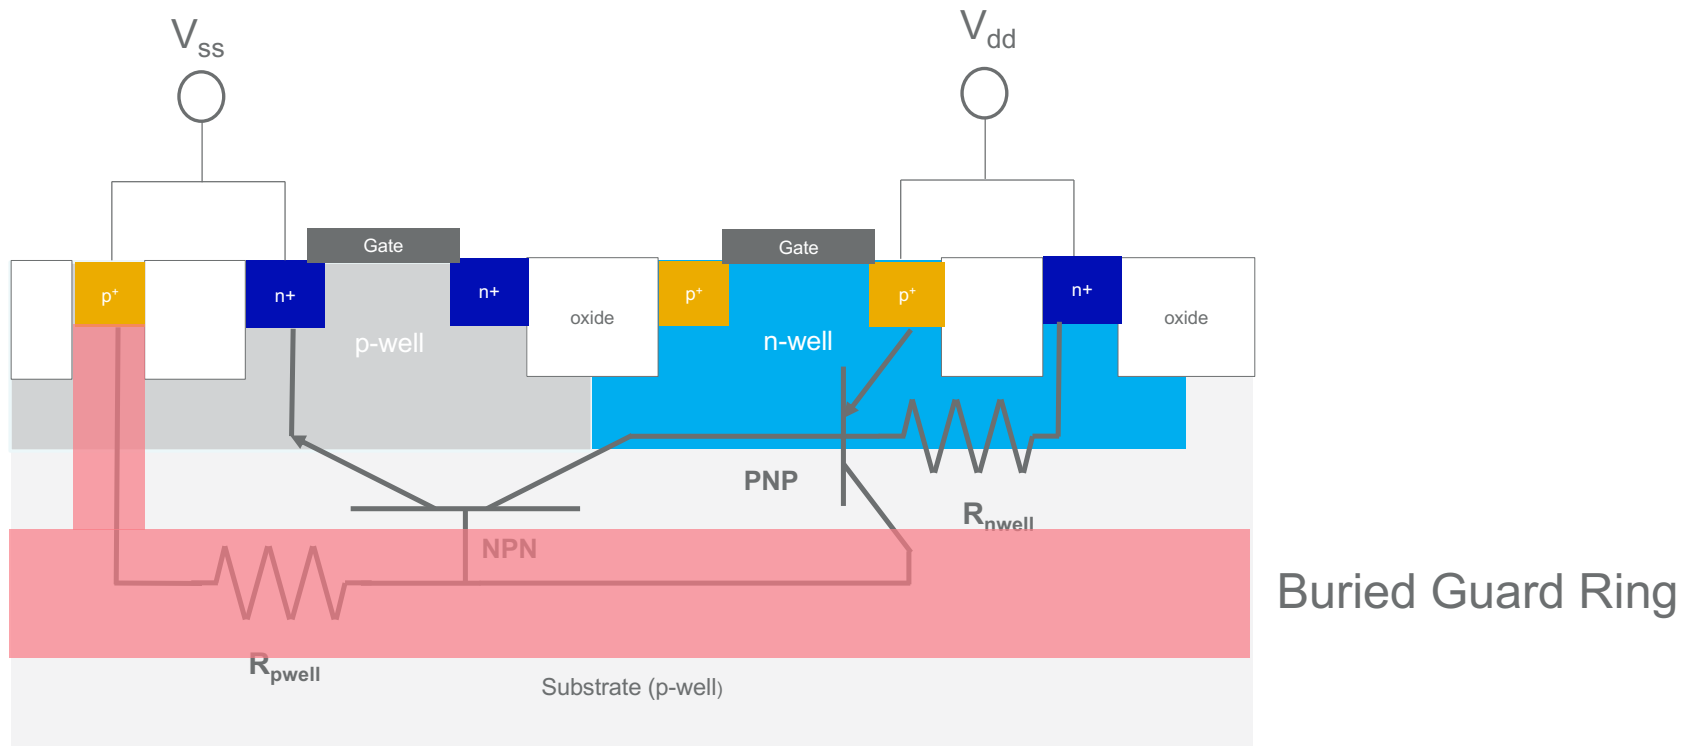 Vss
Vdd
Gate
Gate
p+
n+
n+
oxide
p+
p+
n+
oxide
p-well
n-well
PNP
Rnwell
NPN
Buried Guard Ring
Rpwell
Substrate (p-well)